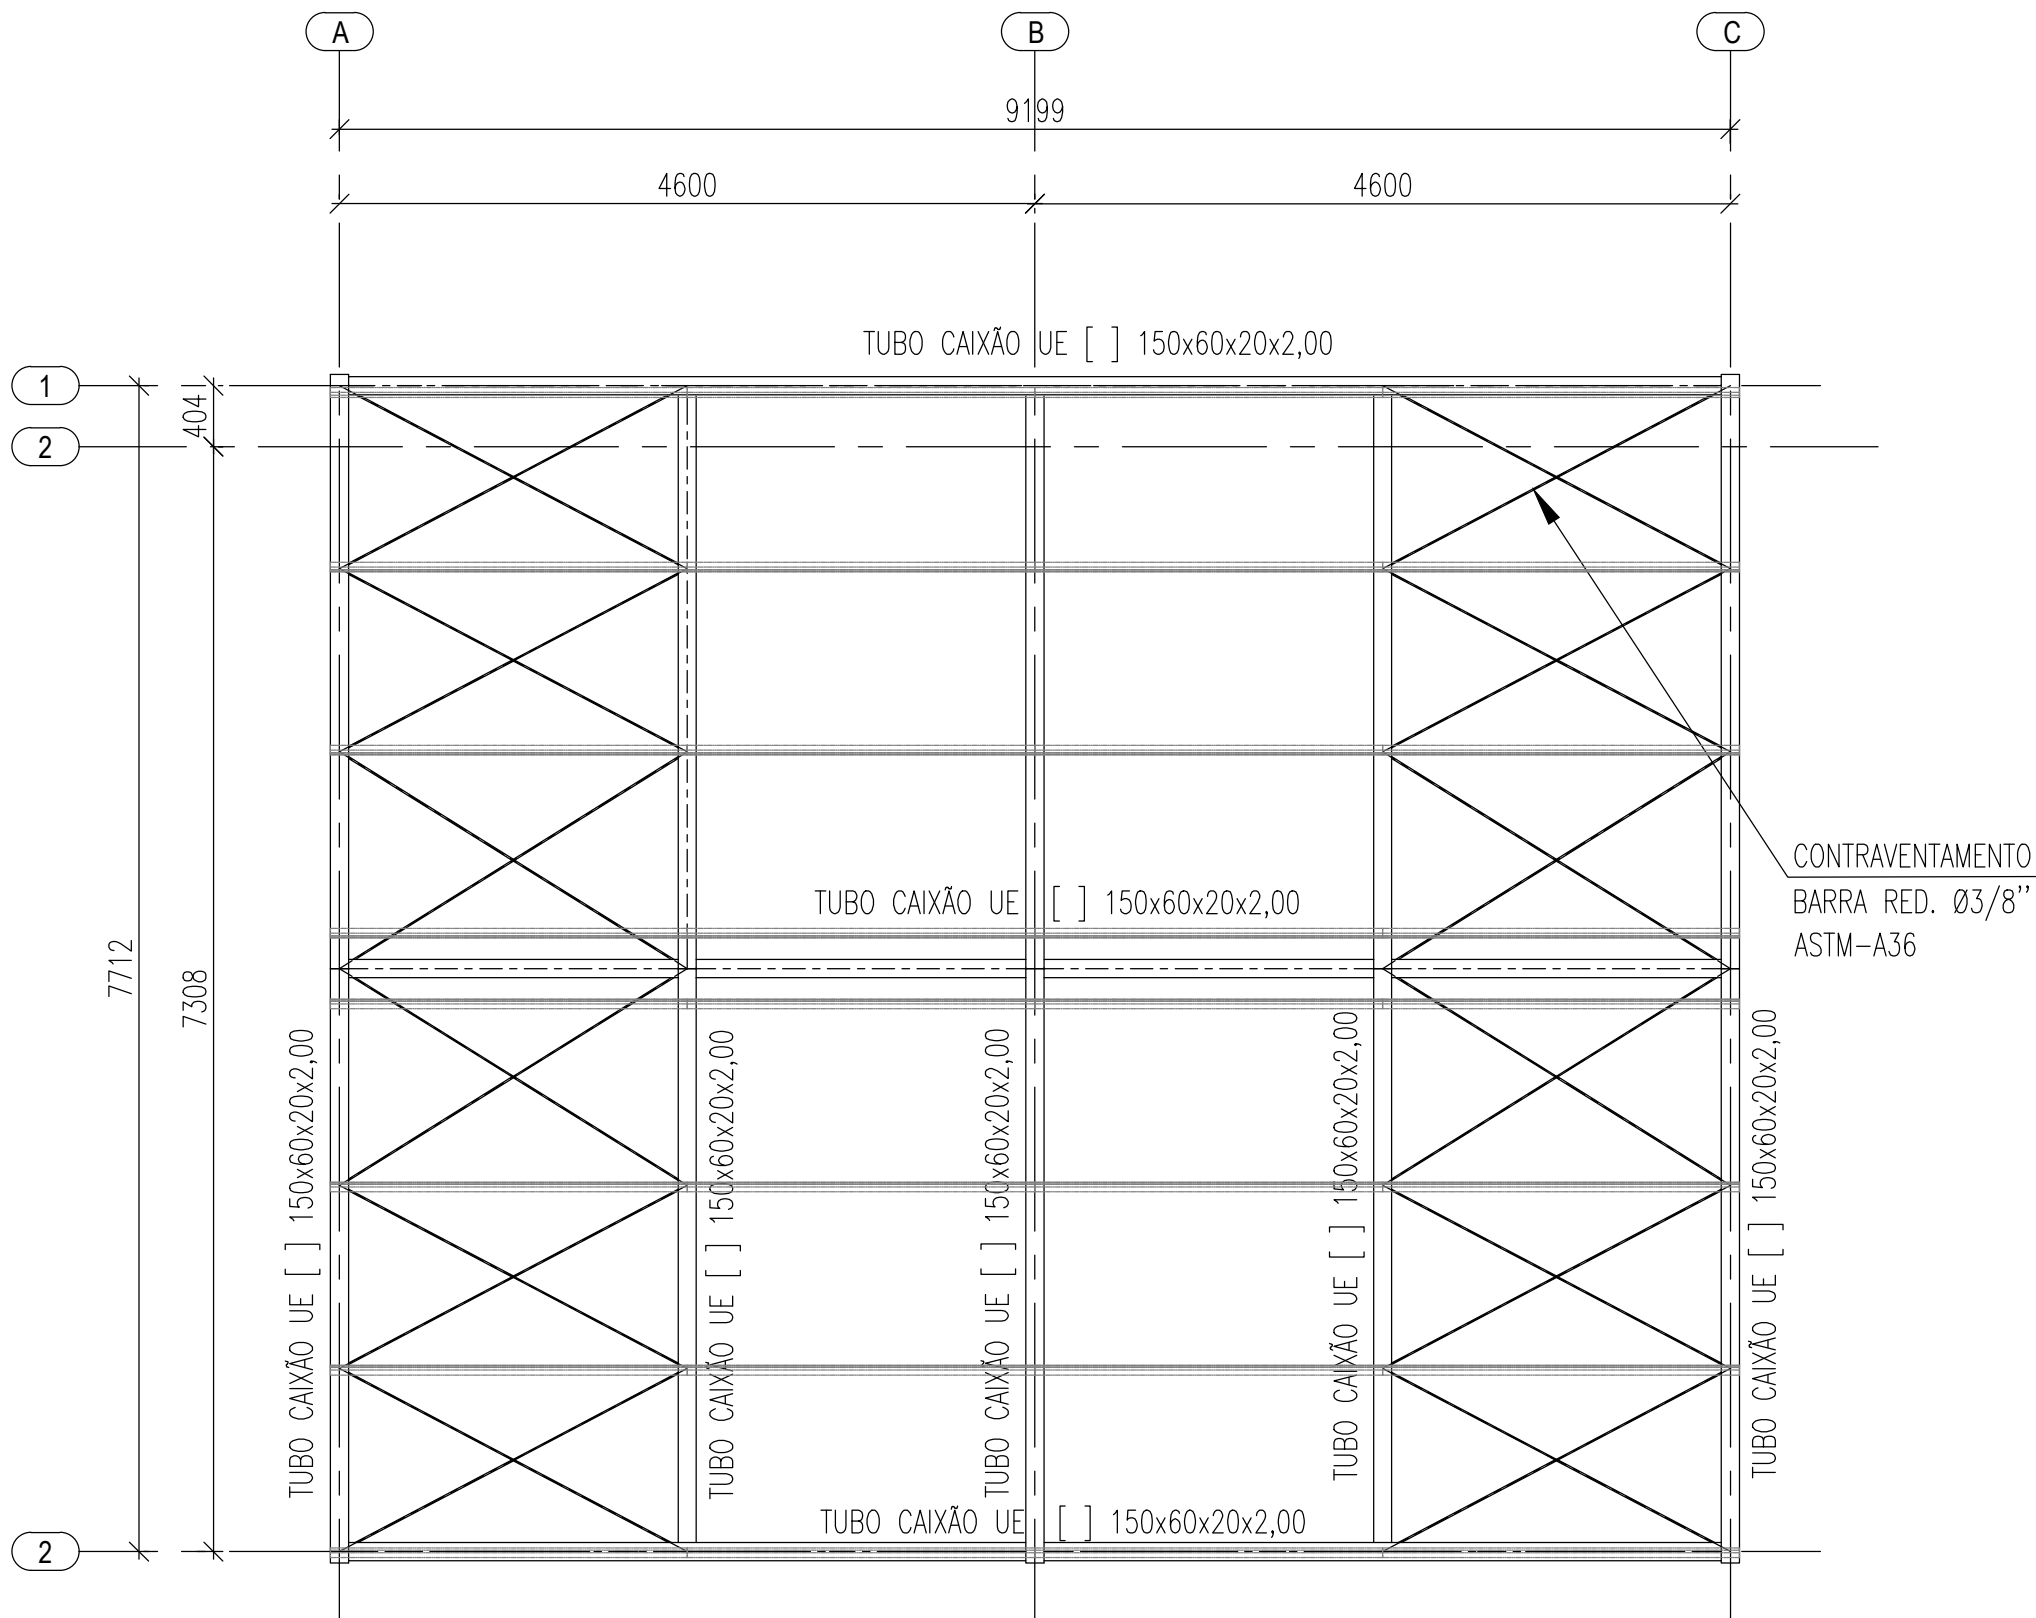 A
B
C
9199
4600
4600
TUBO CAIXÃO UE [ ] 150x60x20x2,00
1
404
2
CONTRAVENTAMENTO
BARRA RED. Ø3/8’’
ASTM-A36
TUBO CAIXÃO UE [ ] 150x60x20x2,00
7712
7308
TUBO CAIXÃO UE [ ] 150x60x20x2,00
TUBO CAIXÃO UE [ ] 150x60x20x2,00
TUBO CAIXÃO UE [ ] 150x60x20x2,00
TUBO CAIXÃO UE [ ] 150x60x20x2,00
TUBO CAIXÃO UE [ ] 150x60x20x2,00
TUBO CAIXÃO UE [ ] 150x60x20x2,00
2